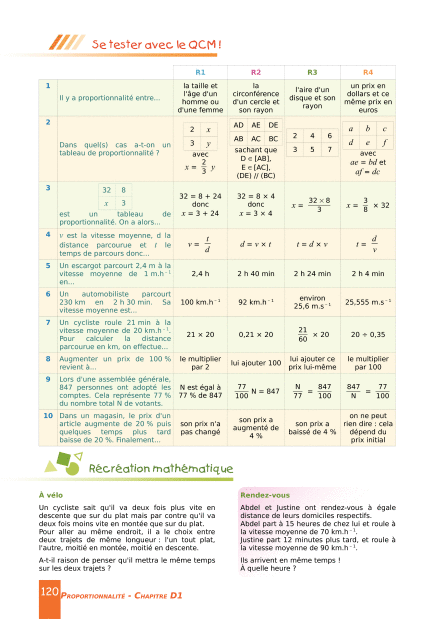 Se tester avec le QCM !
R1 R2 R3 R4
1 Il y a proportionnalité entre... la taille et l'âge d'un homme ou d'une femme la circonférence d'un cercle et son rayon l'aire d'un disque et son rayon un prix en dollars et ce même prix en euros
2 Dans quel(s) cas a-t-on un tableau de proportionnalité ?
2 x
3 y
avec
x = 2/3 y
AD AE DE
AB AC BC
sachant que
D ∈ [AB],
E ∈ [AC],
(DE) // (BC)
2 4 6
3 5 7
a b c
d e f
avec
ae = bd et
af = dc
3
32 8
x 3
est un tableau de proportionnalité. On a alors...
32 = 8 + 24
donc
x = 3 + 24
32 = 8 × 4
donc
x = 3 × 4
x = 32 × 8/3
x = 3/8 × 32
4 v est la vitesse moyenne, d la distance parcourue et t le temps de parcours donc... v = t/d d = v × t t = d × v t = d/v
5 Un escargot parcourt 2,4 m à la vitesse moyenne de 1 m.h⁻¹ en... 2,4 h 2 h 40 min 2 h 24 min 2 h 4 min
6 Un automobiliste parcourt 230 km en 2 h 30 min. Sa vitesse moyenne est... 100 km.h⁻¹ 92 km.h⁻¹ environ 25,6 m.s⁻¹ 25,555 m.s⁻¹
7 Un cycliste roule 21 min à la vitesse moyenne de 20 km.h⁻¹. Pour calculer la distance parcourue en km, on effectue... 21 × 20 0,21 × 20 21/60 × 20 20 ÷ 0,35
8 Augmenter un prix de 100 % revient à... le multiplier par 2 lui ajouter 100 lui ajouter ce prix lui-même le multiplier par 100
9 Lors d'une assemblée générale, 847 personnes ont adopté les comptes. Cela représente 77 % du nombre total N de votants. N est égal à 77 % de 847 77/100 N = 847 N/77 = 847/100 847/N = 77/100
10 Dans un magasin, le prix d'un article augmente de 20 % puis quelques temps plus tard baisse de 20 %. Finalement... son prix n'a pas changé son prix a augmenté de 4 % son prix a baissé de 4 % on ne peut rien dire : cela dépend du prix initial
Récréation mathématique
À vélo
Un cycliste sait qu'il va deux fois plus vite en
descente que sur du plat mais par contre qu'il va
deux fois moins vite en montée que sur du plat.
Pour aller au même endroit, il a le choix entre
deux trajets de même longueur : l'un tout plat,
l'autre, moitié en montée, moitié en descente.
A-t-il raison de penser qu'il mettra le même temps
sur les deux trajets ?
Rendez-vous
Abdel et Justine ont rendez-vous à égale
distance de leurs domiciles respectifs.
Abdel part à 15 heures de chez lui et roule à
la vitesse moyenne de 70 km.h⁻¹.
Justine part 12 minutes plus tard, et roule à
la vitesse moyenne de 90 km.h⁻¹.
Ils arrivent en même temps !
À quelle heure ?
120 PROPORTIONNALITÉ - CHAPITRE D1